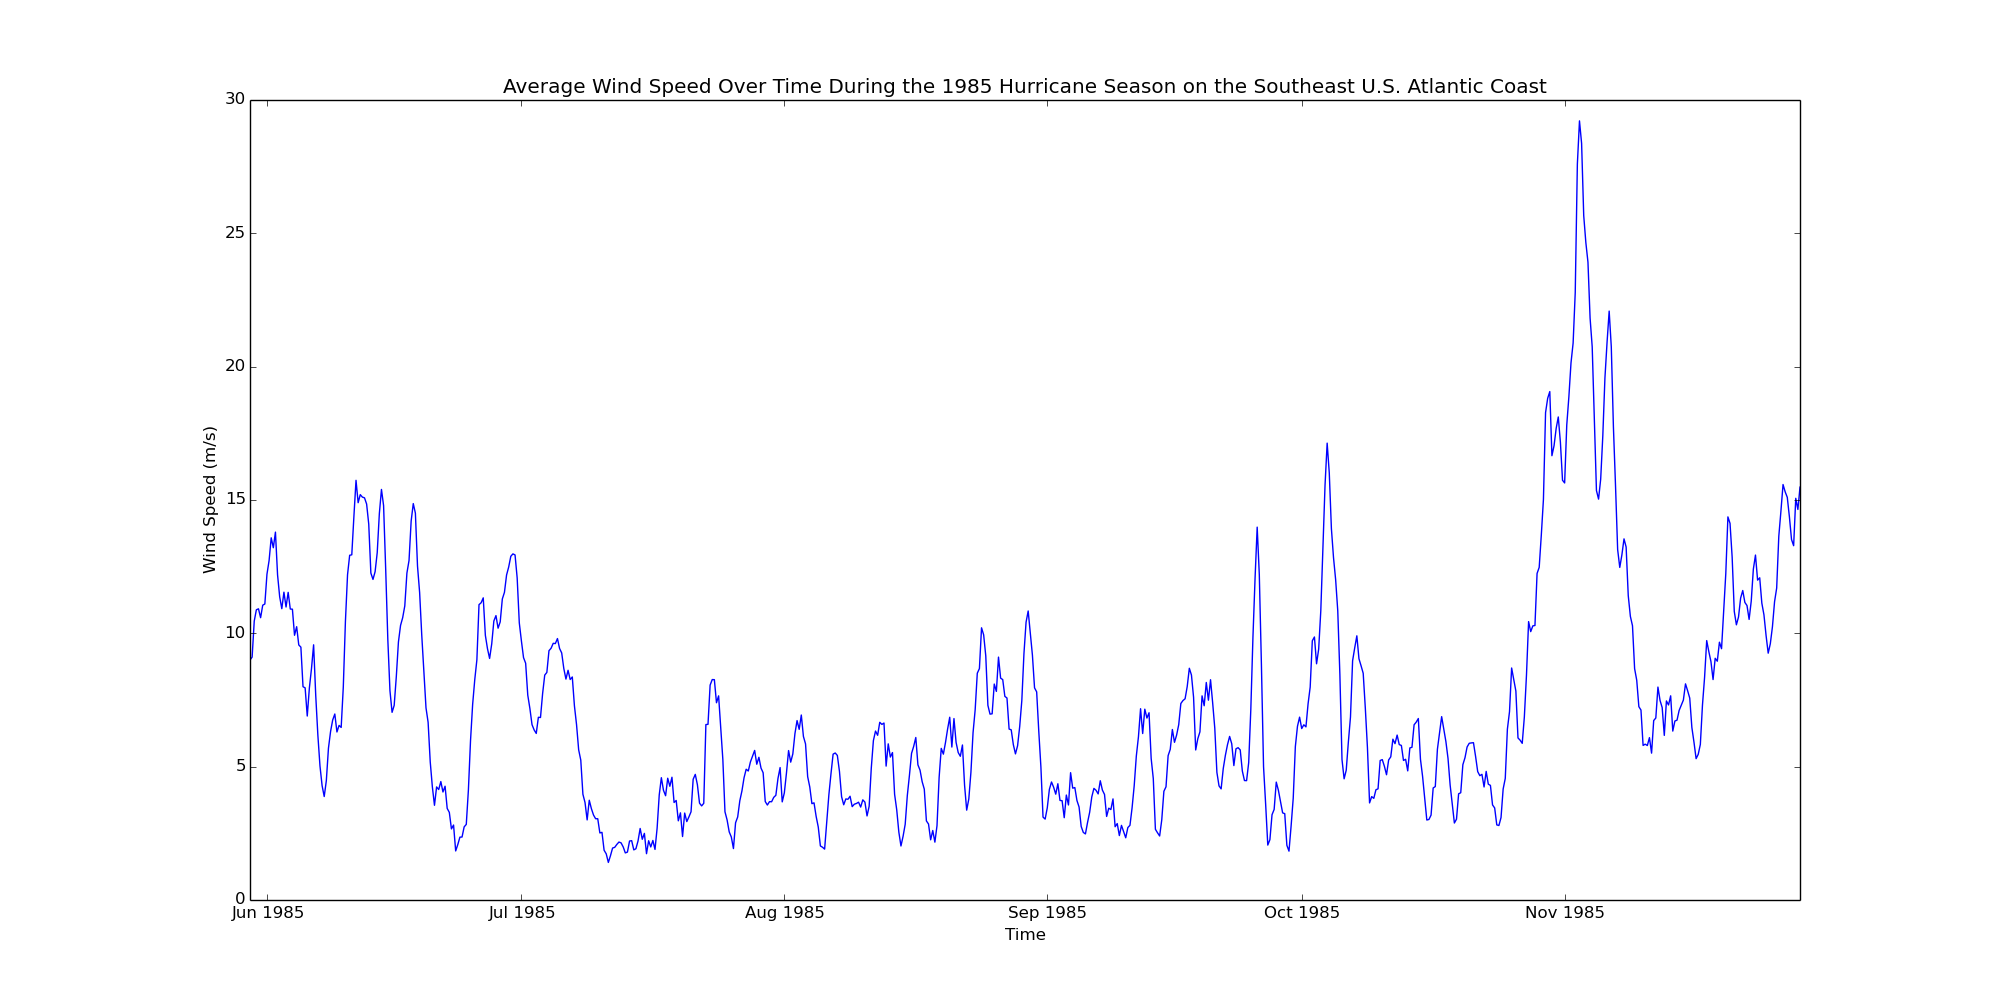 Average Wind Speed Over Time During the 1985 Hurricane Season on the Southeast U.S. Atlantic Coast
30
25
20
15
10
5
0
Wind Speed (m/s)
Jun 1985 Jul 1985 Aug 1985 Sep 1985 Oct 1985 Nov 1985
Time